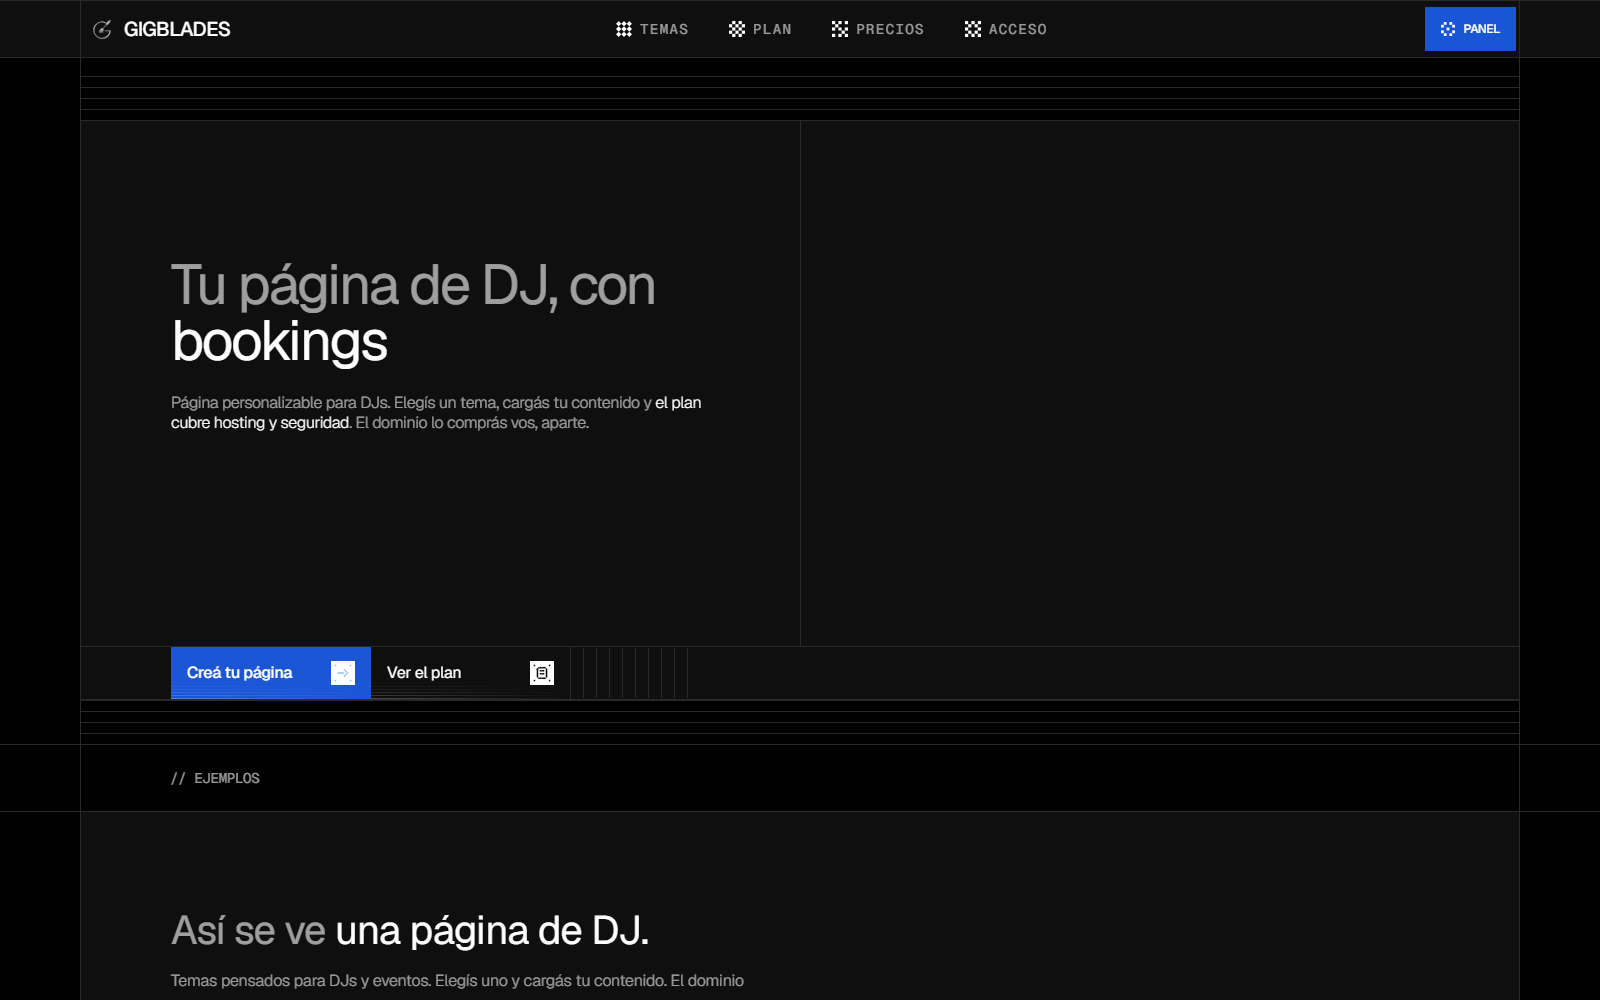 GIGBLADES
TEMAS
PLAN
PRECIOS
ACCESO
PANEL
Tu página de DJ, con
bookings
Página personalizable para DJs. Elegís un tema, cargás tu contenido y el plan
cubre hosting y seguridad. El dominio lo comprás vos, aparte.
Creá tu página
Ver el plan
// EJEMPLOS
Así se ve una página de DJ.
Temas pensados para DJs y eventos. Elegís uno y cargás tu contenido. El dominio